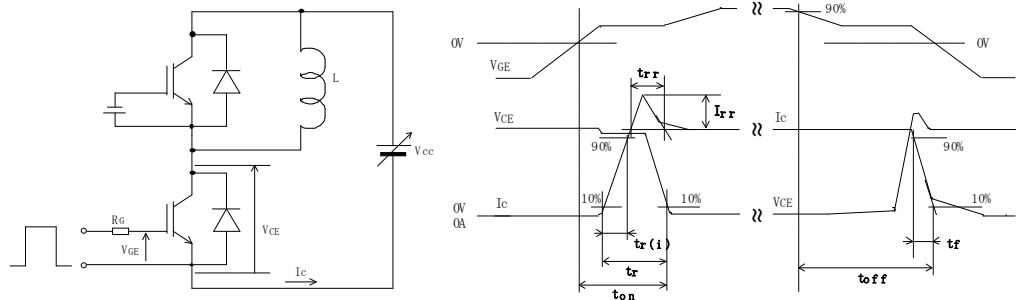 L
Vcc
RG
VGE
VCE
Ic
0V
VGE
90%
0V
trr
Irr
VCE
Ic
90%
90%
10%
10%
10%
0V
0A
Ic
VCE
tr(i)
tr
ton
tf
toff